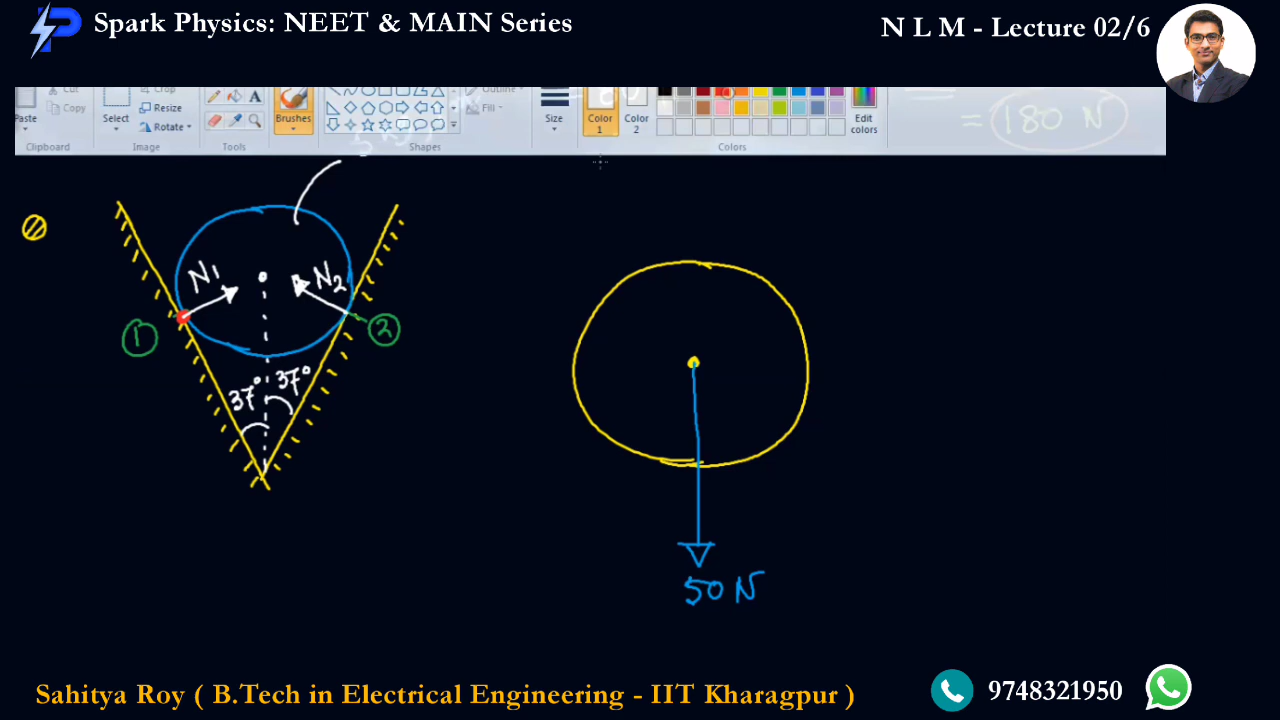 Spark Physics: NEET & MAIN Series
N L M - Lecture 02/6
Cut
Copy
Paste
Clipboard
Select
Crop
Resize
Rotate
Image
A
Tools
Brushes
Shapes
Outline
Fill
Size
Color 1
Color 2
Colors
Edit colors
= 180 N
N1
N2
1
2
37° 37°
50 N
Sahitya Roy ( B.Tech in Electrical Engineering - IIT Kharagpur )
9748321950